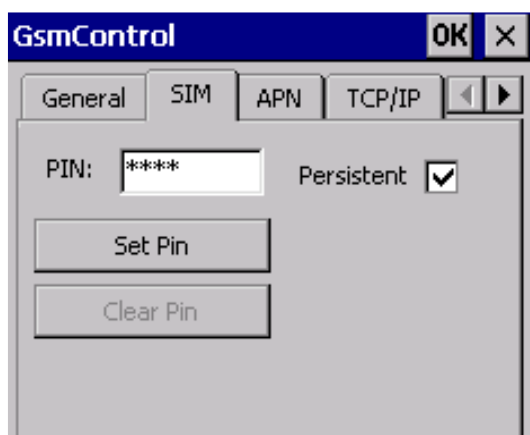 GsmControl OK ×
General SIM APN TCP/IP
PIN: **** Persistent
Set Pin
Clear Pin